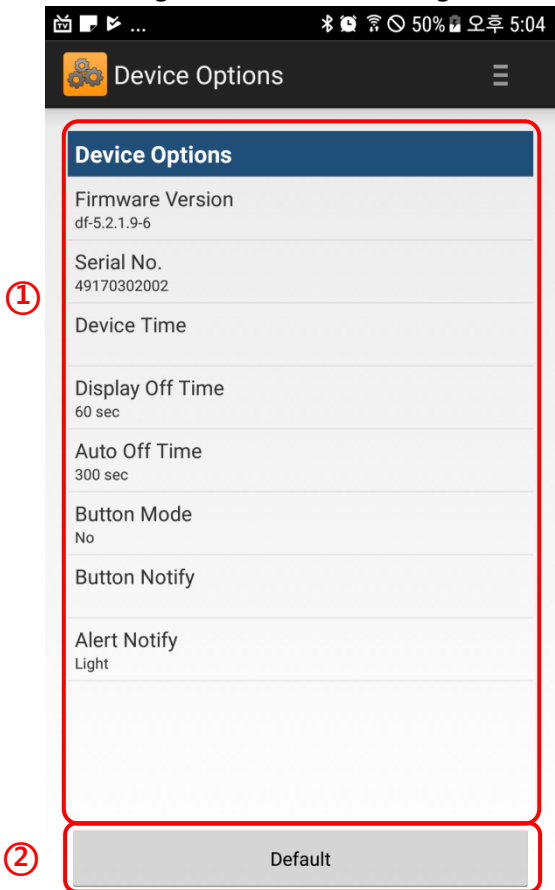 ... 50% 오후 5:04
Device Options
Device Options
Firmware Version
df-5.2.1.9-6
Serial No.
49170302002
①
Device Time
Display Off Time
60 sec
Auto Off Time
300 sec
Button Mode
No
Button Notify
Alert Notify
Light
②
Default